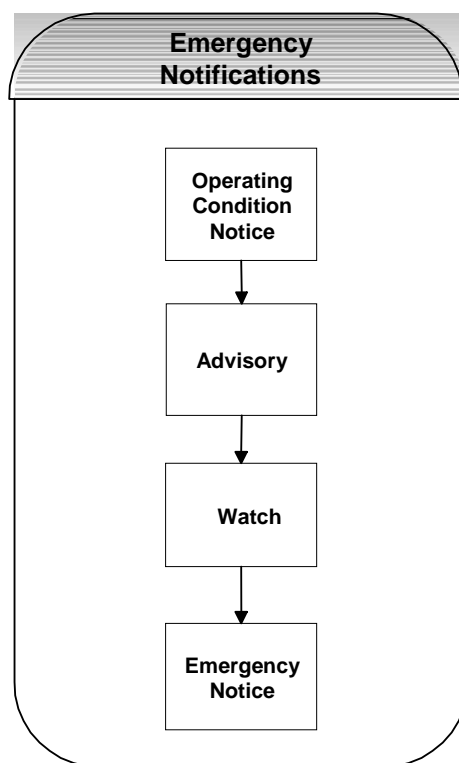 Emergency
Notifications
Operating
Condition
Notice
Advisory
Watch
Emergency
Notice